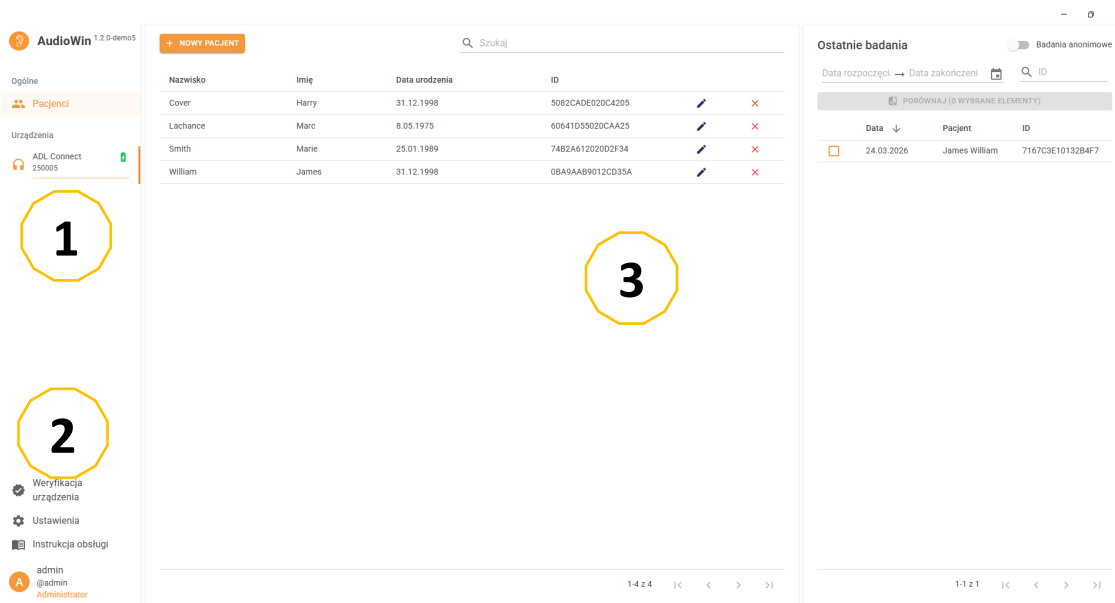 AudioWin 1.2.0-demo5
Ogólne
Pacjenci
Urządzenia
ADL Connect
250005
1
2
Weryfikacja
urządzenia
Ustawienia
Instrukcja obsługi
A
admin
@admin
Administrator
+ NOWY PACJENT
Szukaj
Nazwisko Imię Data urodzenia ID
Cover Harry 31.12.1998 5082CADE020C4205
Lachance Marc 8.05.1975 60641D55020CAA25
Smith Marie 25.01.1989 74B2A612020D2F34
William James 31.12.1998 0BA9AAB9012CD35A
3
1-4 z 4
Ostatnie badania
Badania anonimowe
Data rozpoczęci → Data zakończeni ID
PORÓWNAJ (0 WYBRANE ELEMENTY)
Data ↓ Pacjent ID
24.03.2026 James William 7167C3E10132B4F7
1-1 z 1